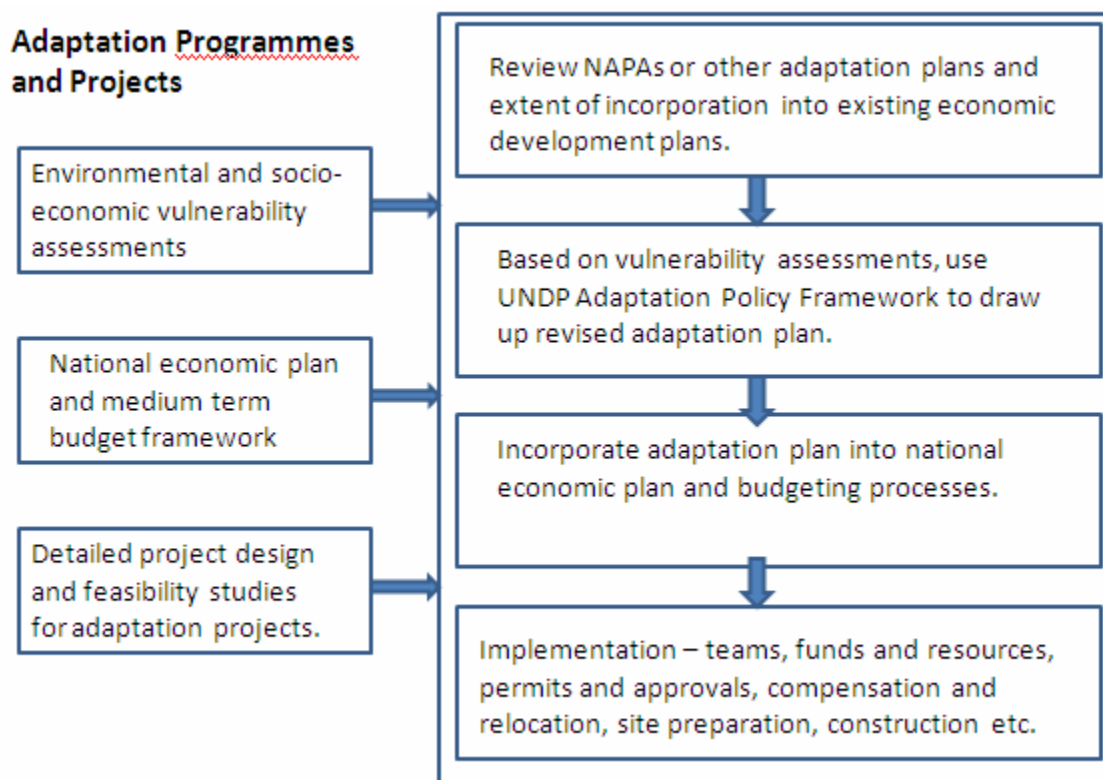 Adaptation Programmes
and Projects
Environmental and socio-
economic vulnerability
assessments
National economic plan
and medium term
budget framework
Detailed project design
and feasibility studies
for adaptation projects.
Review NAPAs or other adaptation plans and
extent of incorporation into existing economic
development plans.
Based on vulnerability assessments, use
UNDP Adaptation Policy Framework to draw
up revised adaptation plan.
Incorporate adaptation plan into national
economic plan and budgeting processes.
Implementation – teams, funds and resources,
permits and approvals, compensation and
relocation, site preparation, construction etc.